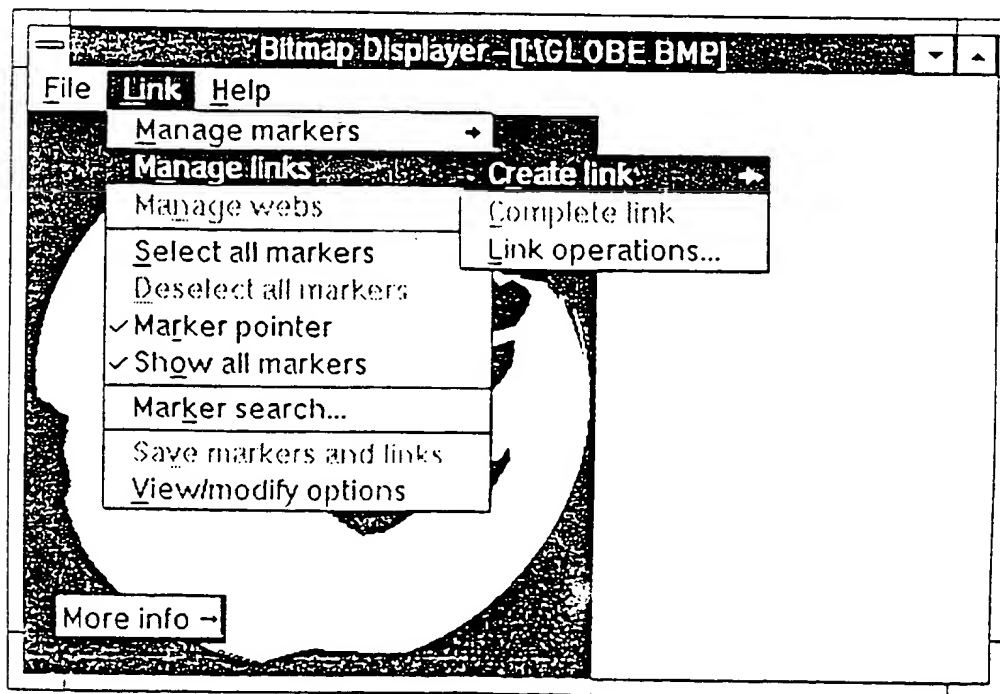 Bitmap Displayer -[I:\GLOBE.BMP]
File Link Help
Manage markers
Manage links
Manage webs
Select all markers
Deselect all markers
✓ Marker pointer
✓ Show all markers
Marker search...
Save markers and links
View/modify options
Create link
Complete link
Link operations...
More info →